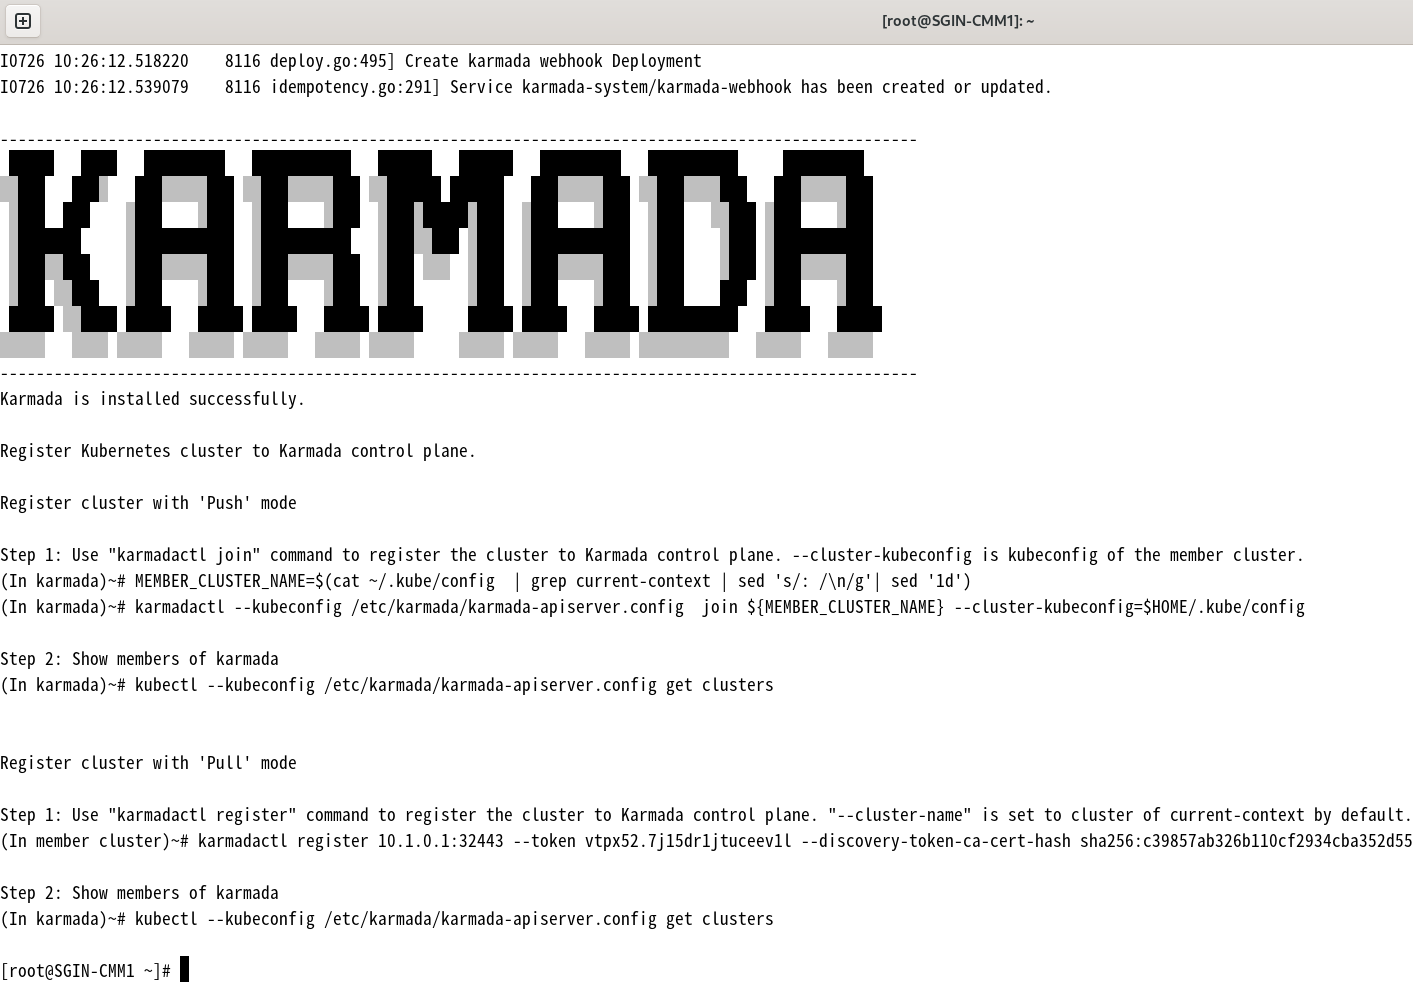 [root@SGIN-CMM1]: ~
I0726 10:26:12.518220    8116 deploy.go:495] Create karmada webhook Deployment
I0726 10:26:12.539079    8116 idempotency.go:291] Service karmada-system/karmada-webhook has been created or updated.
------------------------------------------------------------------------------------------------------
KARMADA
------------------------------------------------------------------------------------------------------
Karmada is installed successfully.
Register Kubernetes cluster to Karmada control plane.
Register cluster with 'Push' mode
Step 1: Use "karmadactl join" command to register the cluster to Karmada control plane. --cluster-kubeconfig is kubeconfig of the member cluster.
(In karmada)~# MEMBER_CLUSTER_NAME=$(cat ~/.kube/config  | grep current-context | sed 's/: /\n/g'| sed '1d')
(In karmada)~# karmadactl --kubeconfig /etc/karmada/karmada-apiserver.config  join ${MEMBER_CLUSTER_NAME} --cluster-kubeconfig=$HOME/.kube/config
Step 2: Show members of karmada
(In karmada)~# kubectl --kubeconfig /etc/karmada/karmada-apiserver.config get clusters
Register cluster with 'Pull' mode
Step 1: Use "karmadactl register" command to register the cluster to Karmada control plane. "--cluster-name" is set to cluster of current-context by default.
(In member cluster)~# karmadactl register 10.1.0.1:32443 --token vtpx52.7j15dr1jtuceev1l --discovery-token-ca-cert-hash sha256:c39857ab326b110cf2934cba352d55
Step 2: Show members of karmada
(In karmada)~# kubectl --kubeconfig /etc/karmada/karmada-apiserver.config get clusters
[root@SGIN-CMM1 ~]#